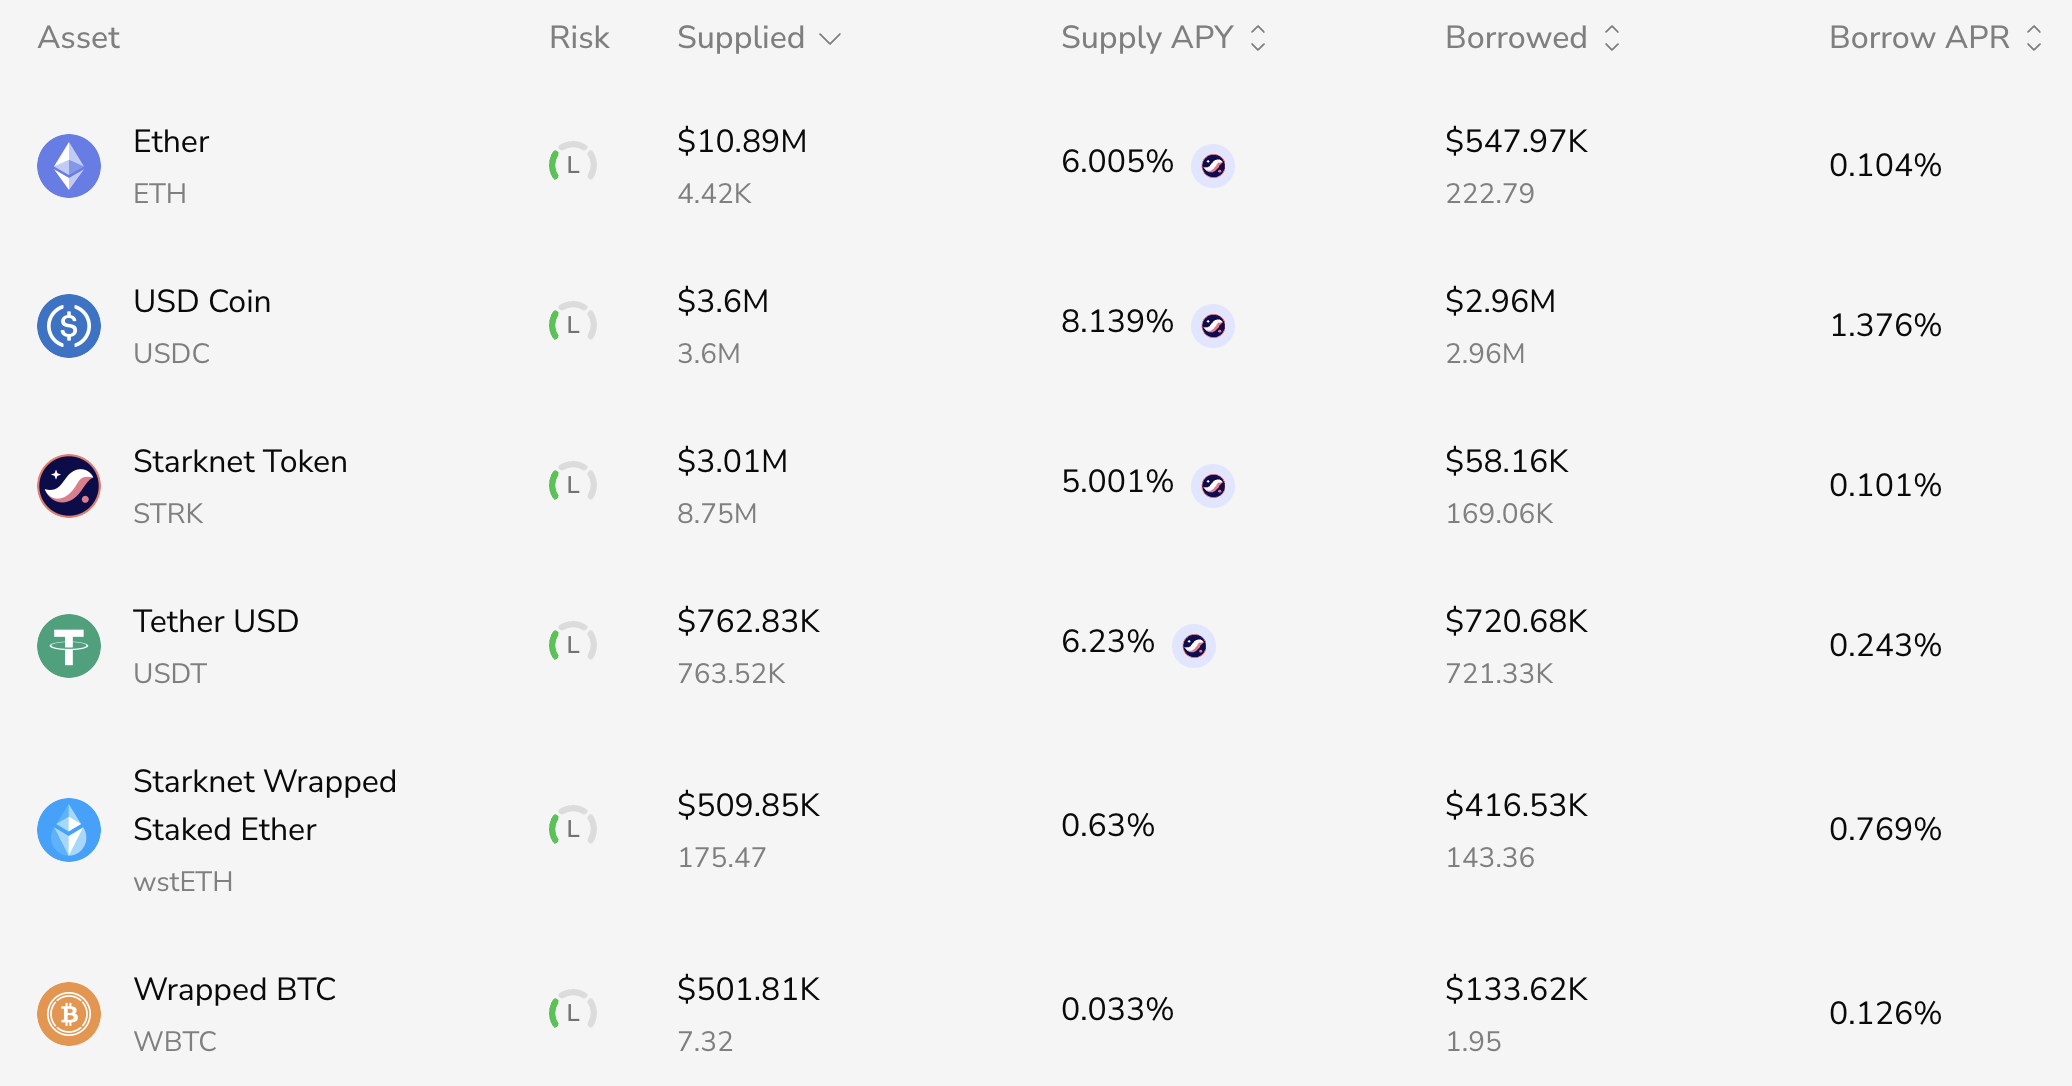 Asset Risk Supplied Supply APY Borrowed Borrow APR
Ether
ETH
L
$10.89M
4.42K
6.005%
$547.97K
222.79
0.104%
USD Coin
USDC
L
$3.6M
3.6M
8.139%
$2.96M
2.96M
1.376%
Starknet Token
STRK
L
$3.01M
8.75M
5.001%
$58.16K
169.06K
0.101%
Tether USD
USDT
L
$762.83K
763.52K
6.23%
$720.68K
721.33K
0.243%
Starknet Wrapped
Staked Ether
wstETH
L
$509.85K
175.47
0.63%
$416.53K
143.36
0.769%
Wrapped BTC
WBTC
L
$501.81K
7.32
0.033%
$133.62K
1.95
0.126%